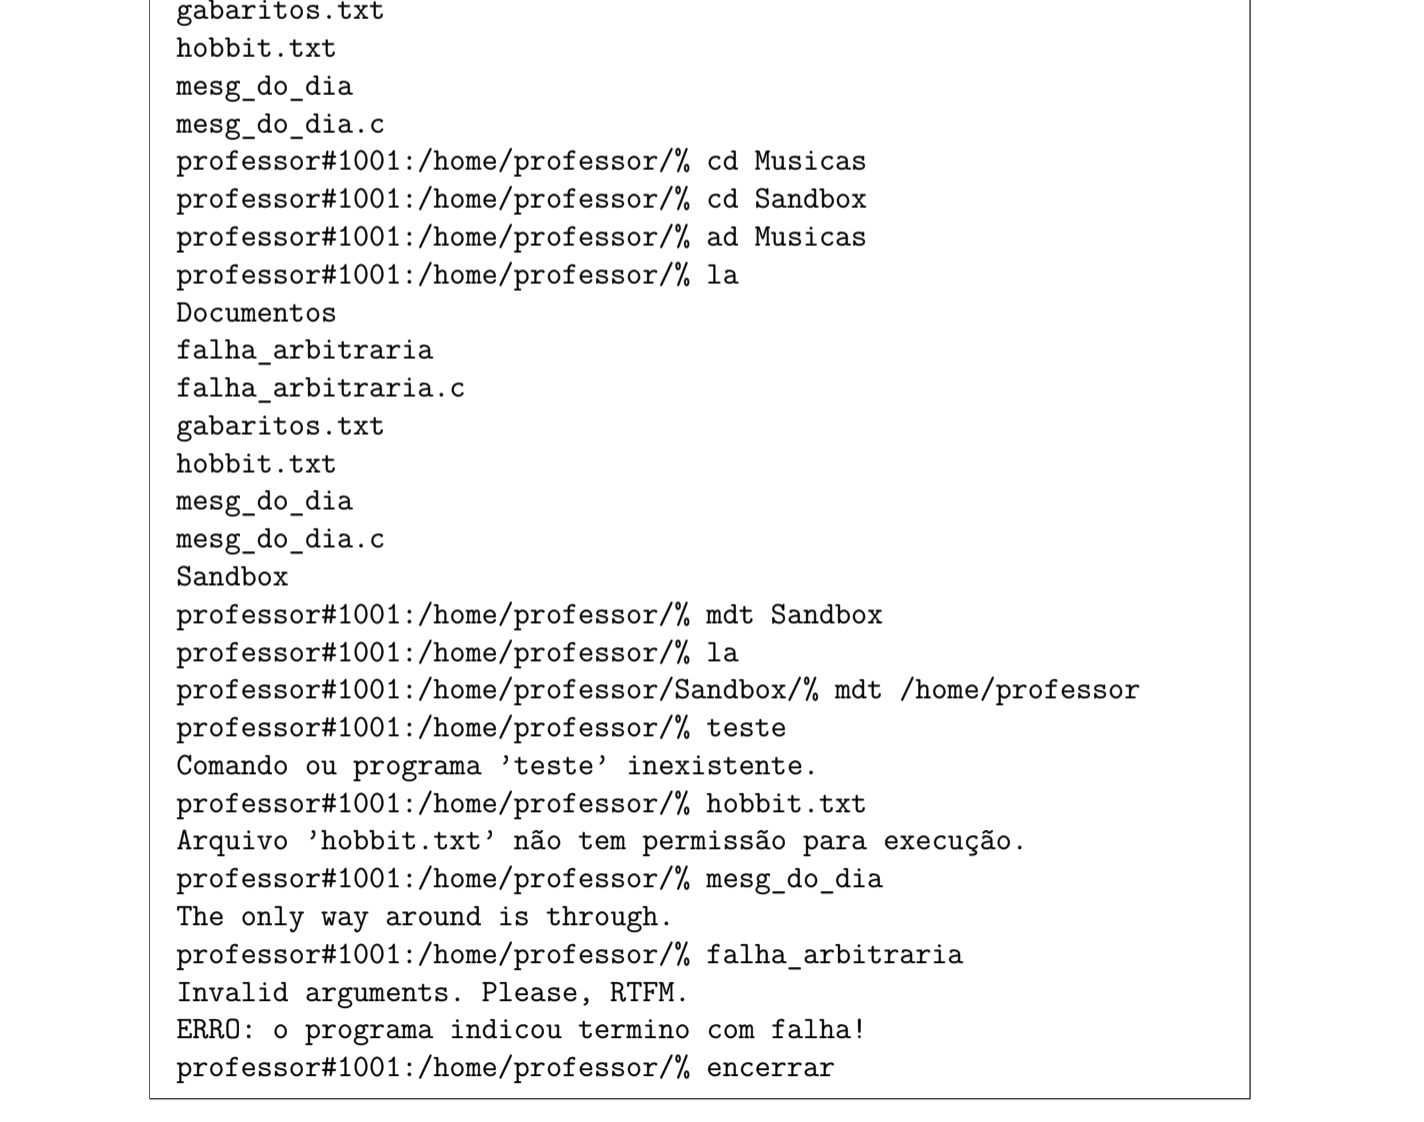 gabaritos.txt
hobbit.txt
mesg_do_dia
mesg_do_dia.c
professor#1001:/home/professor/% cd Musicas
professor#1001:/home/professor/% cd Sandbox
professor#1001:/home/professor/% ad Musicas
professor#1001:/home/professor/% la
Documentos
falha_arbitraria
falha_arbitraria.c
gabaritos.txt
hobbit.txt
mesg_do_dia
mesg_do_dia.c
Sandbox
professor#1001:/home/professor/% mdt Sandbox
professor#1001:/home/professor/% la
professor#1001:/home/professor/Sandbox/% mdt /home/professor
professor#1001:/home/professor/% teste
Comando ou programa ’teste’ inexistente.
professor#1001:/home/professor/% hobbit.txt
Arquivo ’hobbit.txt’ não tem permissão para execução.
professor#1001:/home/professor/% mesg_do_dia
The only way around is through.
professor#1001:/home/professor/% falha_arbitraria
Invalid arguments. Please, RTFM.
ERRO: o programa indicou termino com falha!
professor#1001:/home/professor/% encerrar